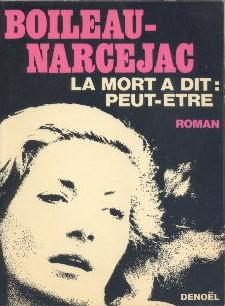 BOILEAU-
NARCEJAC
LA MORT A DIT:
PEUT-ETRE
ROMAN
DENOËL